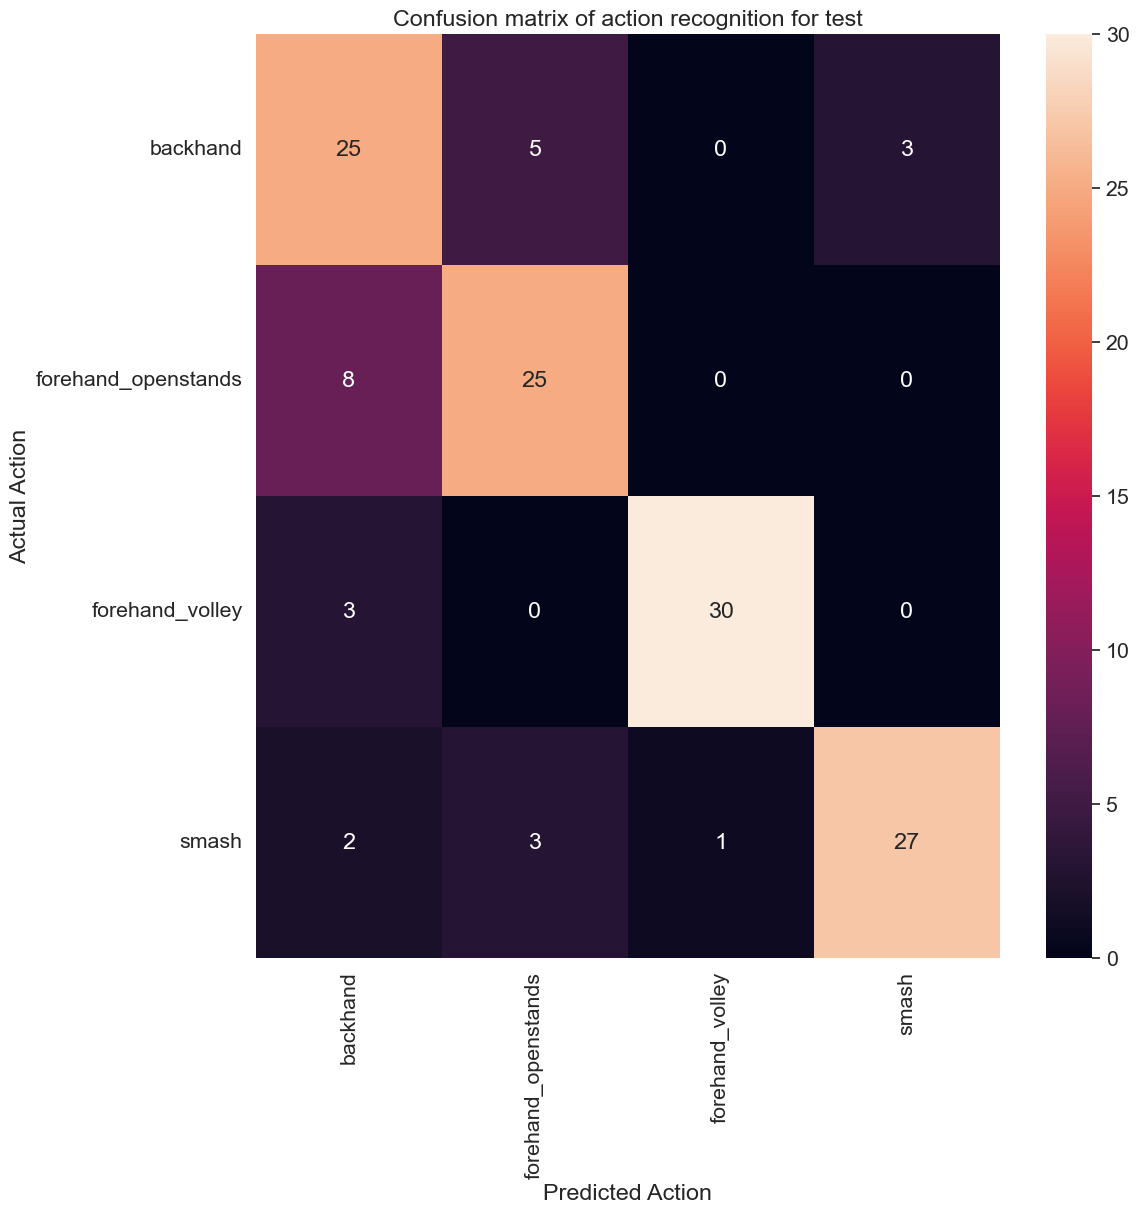 Confusion matrix of action recognition for test
Actual Action
backhand 25 5 0 3
forehand_openstands 8 25 0 0
forehand_volley 3 0 30 0
smash 2 3 1 27
backhand forehand_openstands forehand_volley smash
Predicted Action
30
25
20
15
10
5
0